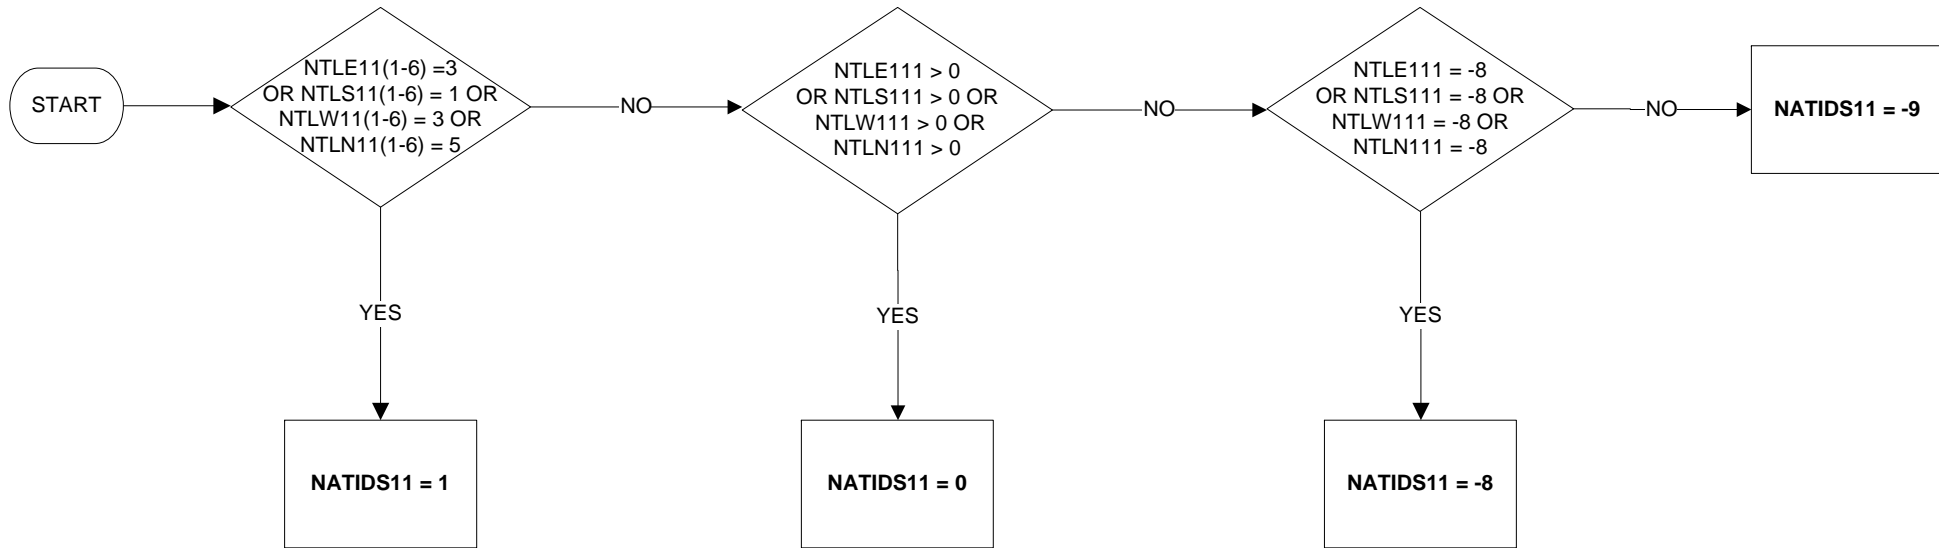 START
NTLE11(1-6) =3
OR NTLS11(1-6) = 1 OR
NTLW11(1-6) = 3 OR
NTLN11(1-6) = 5
NO
NTLE111 > 0
OR NTLS111 > 0 OR
NTLW111 > 0 OR
NTLN111 > 0
NO
NTLE111 = -8
OR NTLS111 = -8 OR
NTLW111 = -8 OR
NTLN111 = -8
NO
NATIDS11 = -9
YES
YES
YES
NATIDS11 = 1
NATIDS11 = 0
NATIDS11 = -8